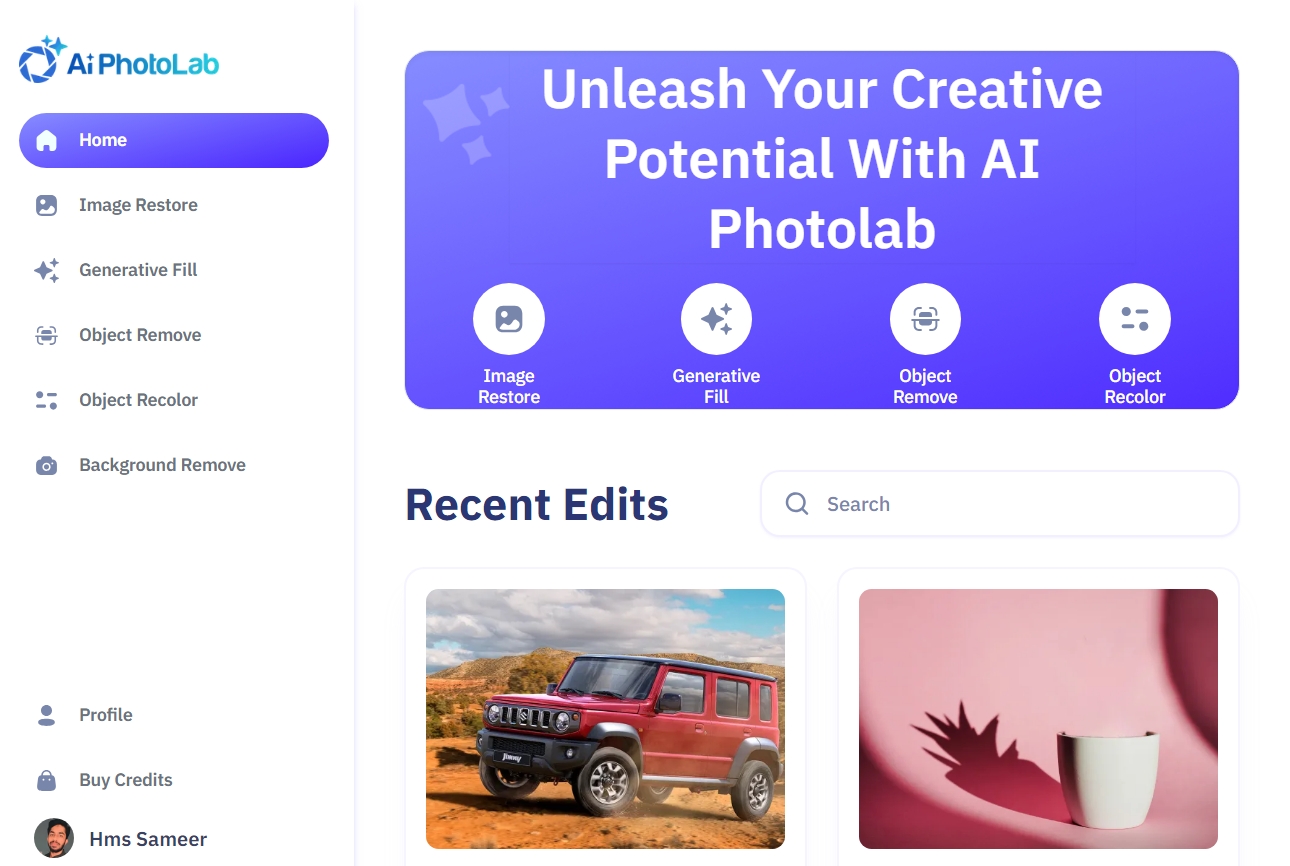 Ai PhotoLab
Home
Image Restore
Generative Fill
Object Remove
Object Recolor
Background Remove
Profile
Buy Credits
Hms Sameer
Unleash Your Creative
Potential With AI
Photolab
Image
Restore
Generative
Fill
Object
Remove
Object
Recolor
Recent Edits
Search
Jimny